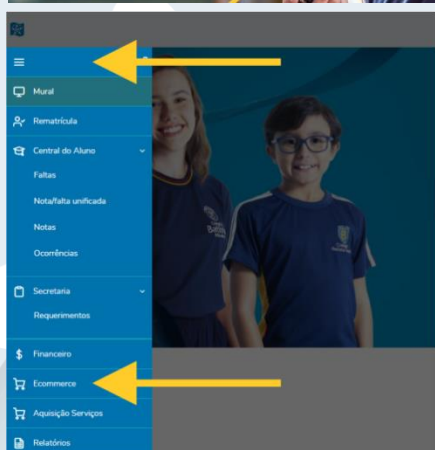 Mural
Rematrícula
Central do Aluno
Faltas
Nota/falta unificada
Notas
Ocorrências
Secretaria
Requerimentos
Financeiro
Ecommerce
Aquisição Serviços
Relatórios